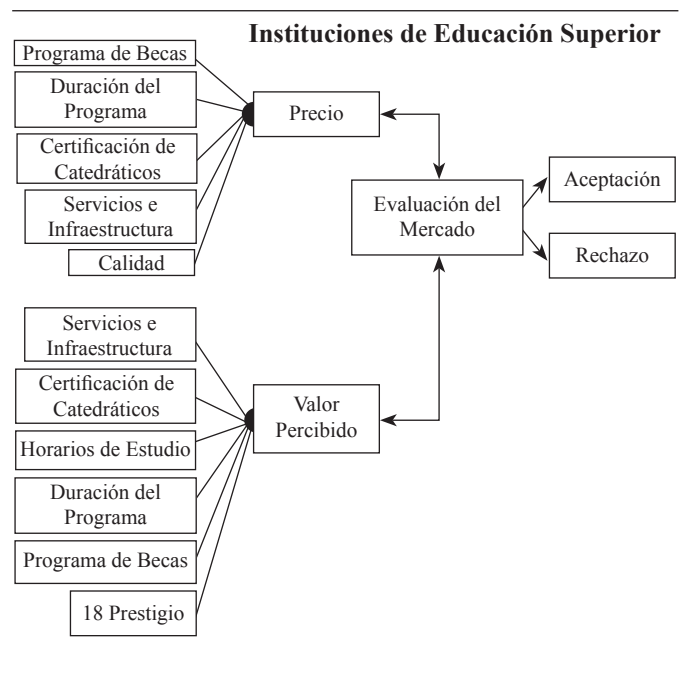 Instituciones de Educación Superior
Programa de Becas
Duración del
Programa
Certificación de
Catedráticos
Servicios e
Infraestructura
Calidad
Precio
Evaluación del
Mercado
Aceptación
Rechazo
Servicios e
Infraestructura
Certificación de
Catedráticos
Horarios de Estudio
Duración del
Programa
Programa de Becas
18 Prestigio
Valor
Percibido